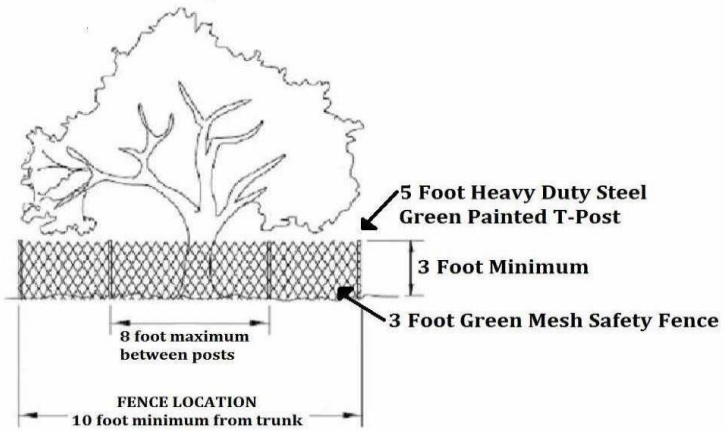 5 Foot Heavy Duty Steel
Green Painted T-Post
3 Foot Minimum
3 Foot Green Mesh Safety Fence
8 foot maximum
between posts
FENCE LOCATION
10 foot minimum from trunk